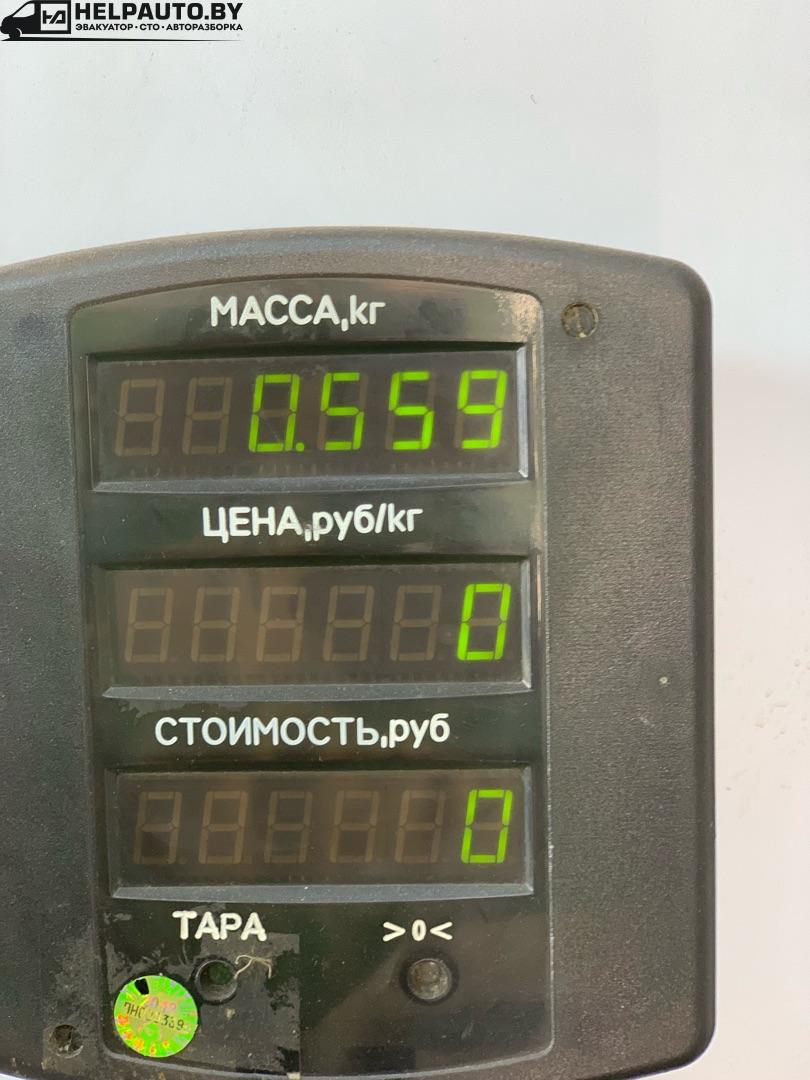 HELPAUTO.BY
ЭВАКУАТОР · СТО · АВТОРАЗБОРКА
МАССА,кг
0.559
ЦЕНА,руб/кг
0
СТОИМОСТЬ,руб
0
ТАРА >0<